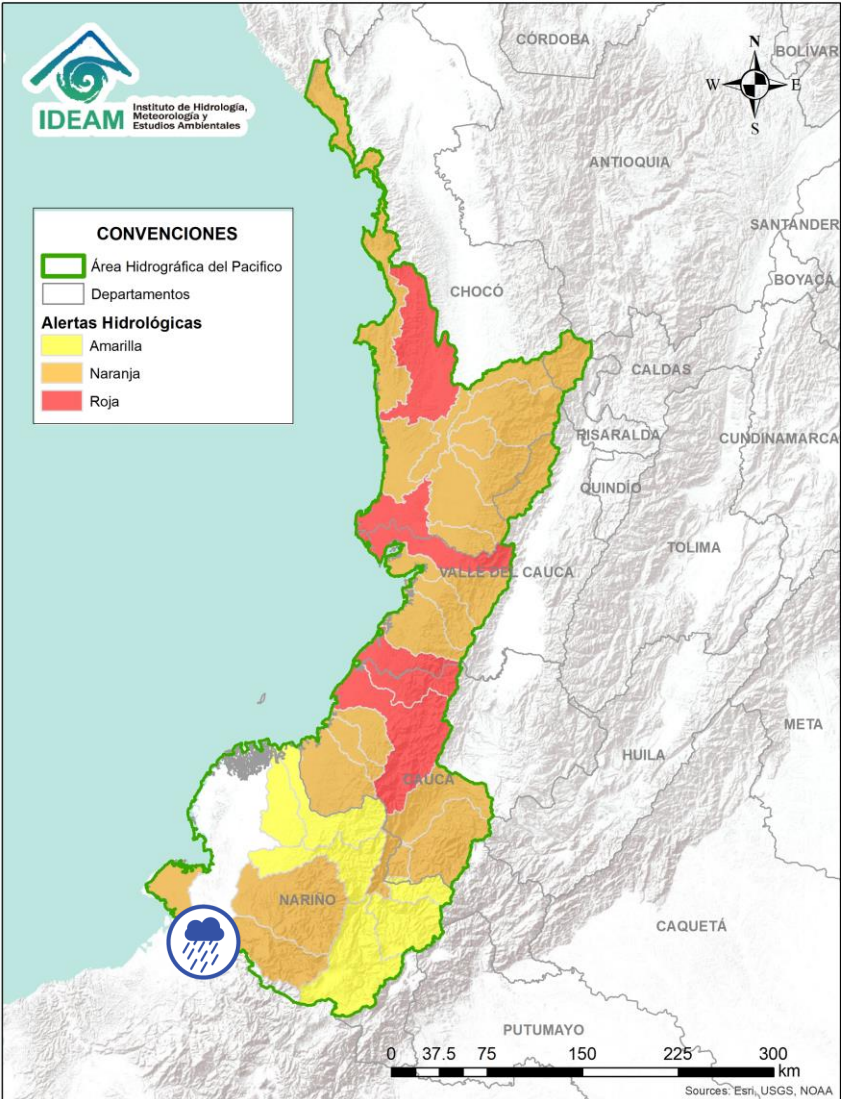 IDEAM
Instituto de Hidrología,
Meteorología y
Estudios Ambientales
CONVENCIONES
Área Hidrográfica del Pacifico
Departamentos
Alertas Hidrológicas
Amarilla
Naranja
Roja
N
W
E
S
CÓRDOBA
BOLÍVAR
ANTIOQUIA
SANTANDER
BOYACÁ
CHOCÓ
CALDAS
RISARALDA
CUNDINAMARCA
QUINDÍO
TOLIMA
VALLE DEL CAUCA
META
HUILA
CAUCA
NARIÑO
CAQUETÁ
PUTUMAYO
0 37.5 75 150 225 300
km
Sources: Esri, USGS, NOAA